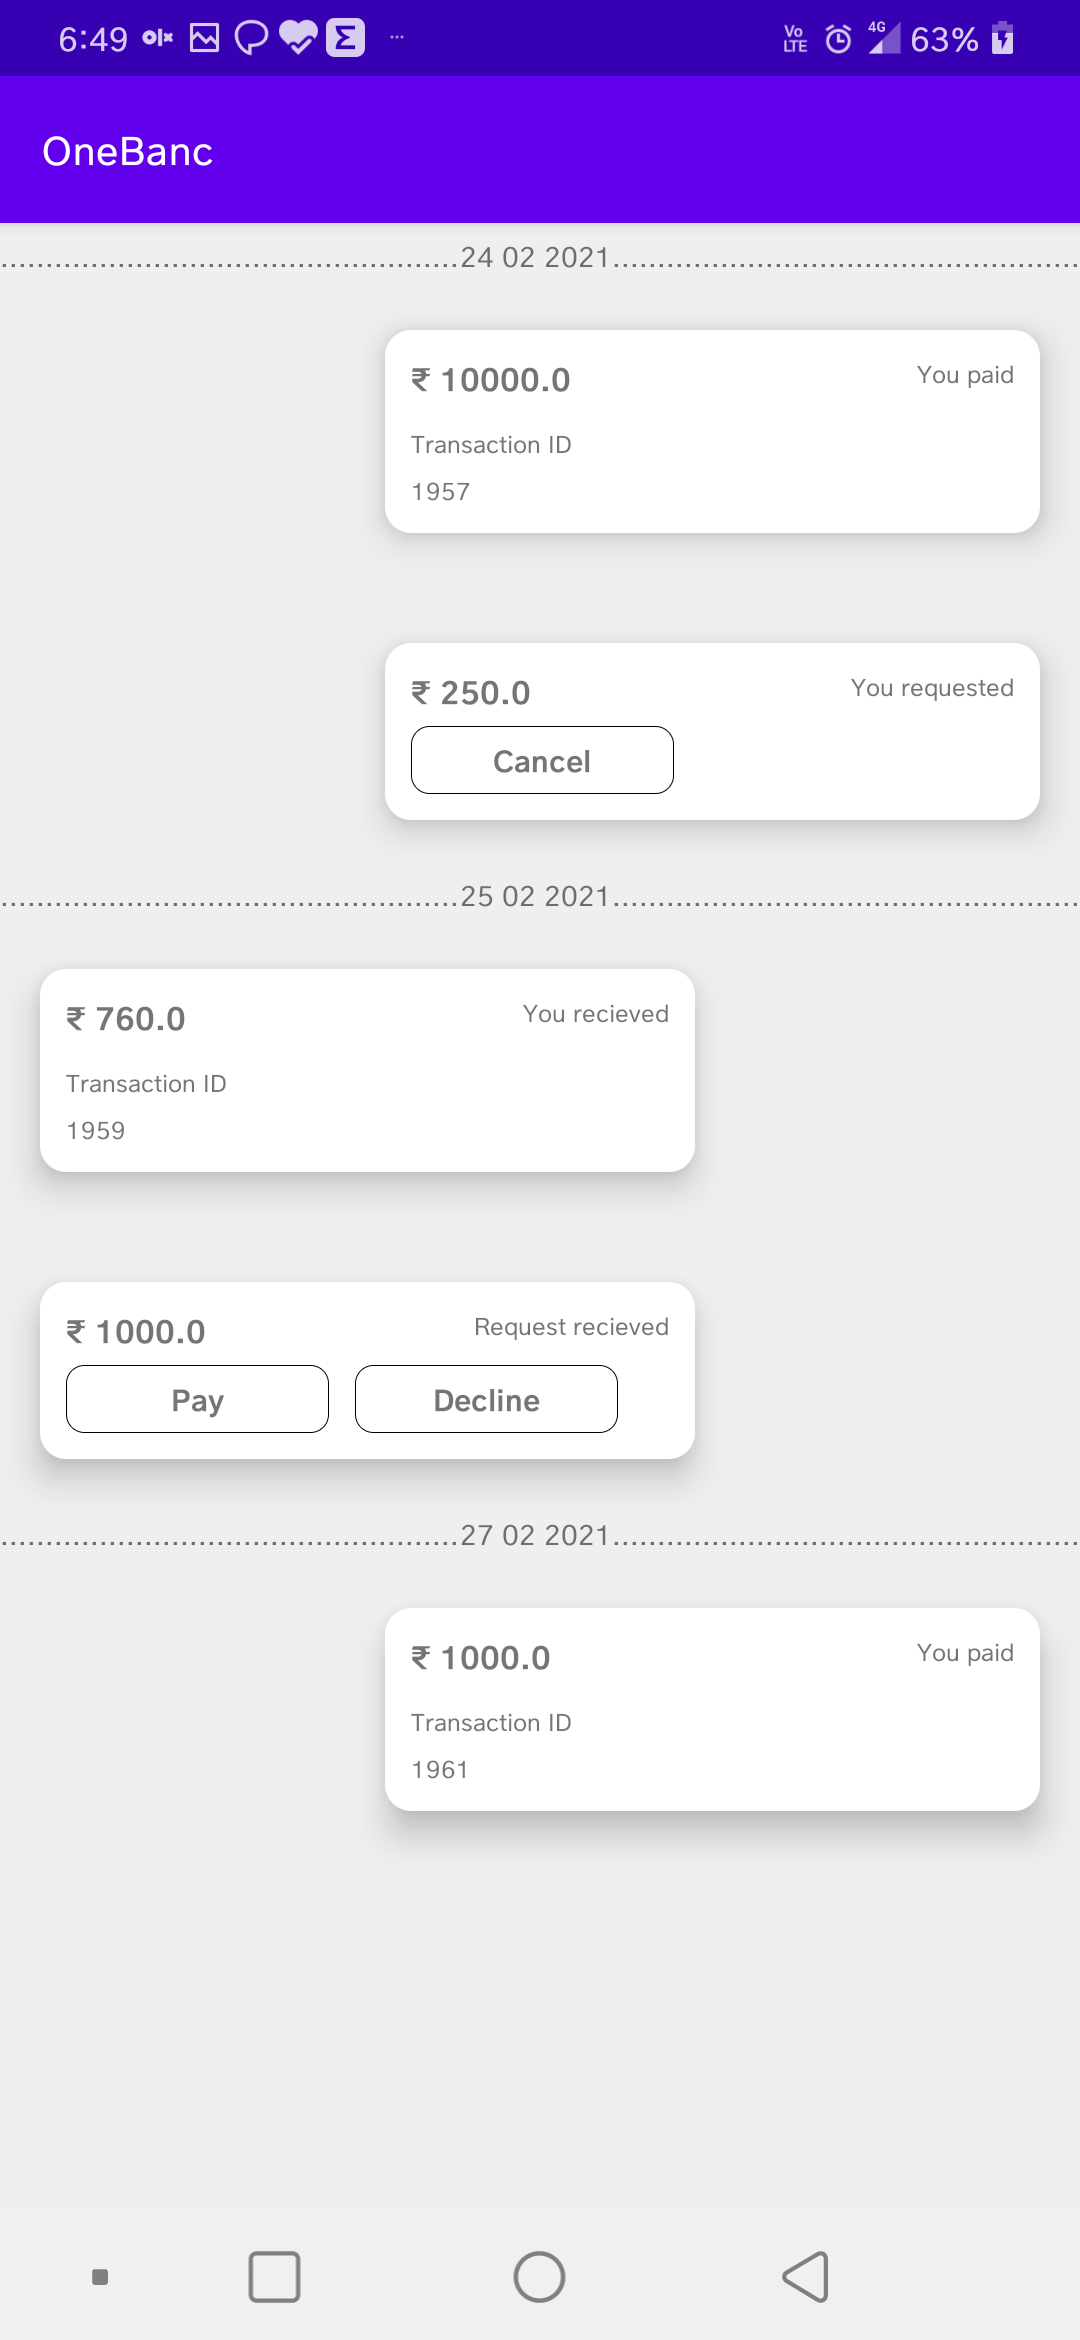 6:49 olx Σ ... Vo LTE 4G 63%
OneBanc
24 02 2021
₹ 10000.0 You paid
Transaction ID
1957
₹ 250.0 You requested
Cancel
25 02 2021
₹ 760.0 You recieved
Transaction ID
1959
₹ 1000.0 Request recieved
Pay Decline
27 02 2021
₹ 1000.0 You paid
Transaction ID
1961